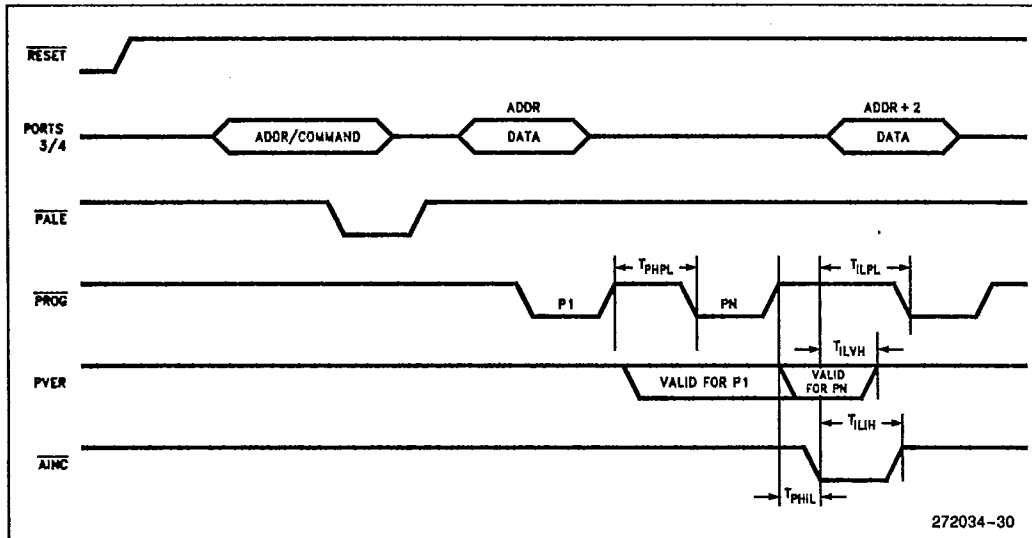 RESET
PORTS 3/4
ADDR/COMMAND
ADDR
DATA
ADDR + 2
DATA
PALE
PROG
P1
TPHPL
PN
TILPL
TILVH
PVER
VALID FOR P1
VALID FOR PN
TILIH
AINC
TPHIL
272034-30